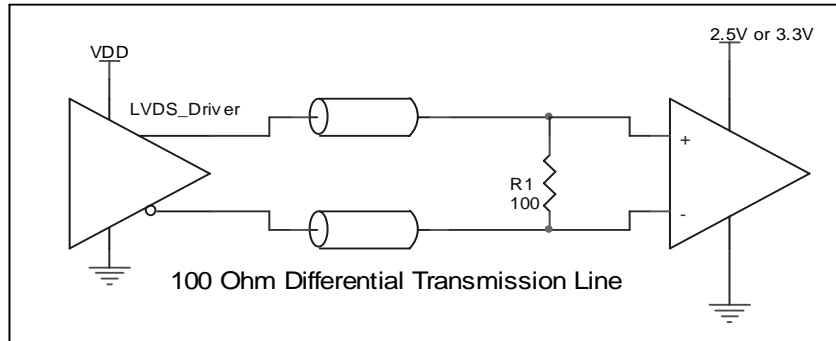 VDD
2.5V or 3.3V
LVDS_Driver
+
R1
100
-
100 Ohm Differential Transmission Line